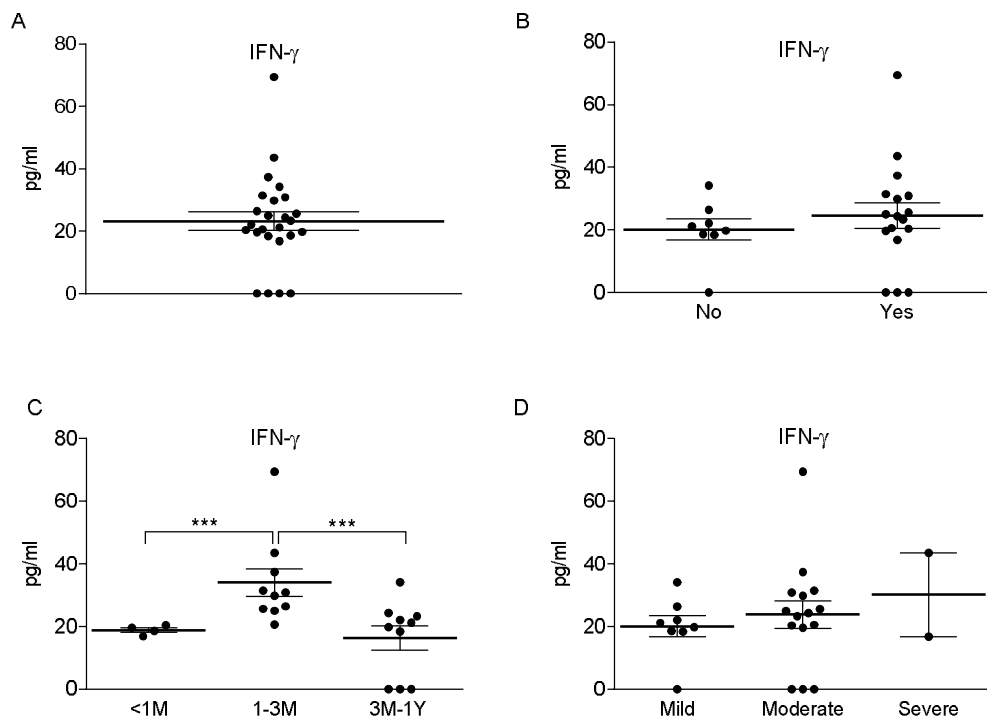 A
IFN-γ
80
60
40
20
0
pg/ml
B
IFN-γ
80
60
40
20
0
pg/ml
No Yes
C
IFN-γ
80
60
40
20
0
pg/ml
*** ***
<1M 1-3M 3M-1Y
D
IFN-γ
80
60
40
20
0
pg/ml
Mild Moderate Severe